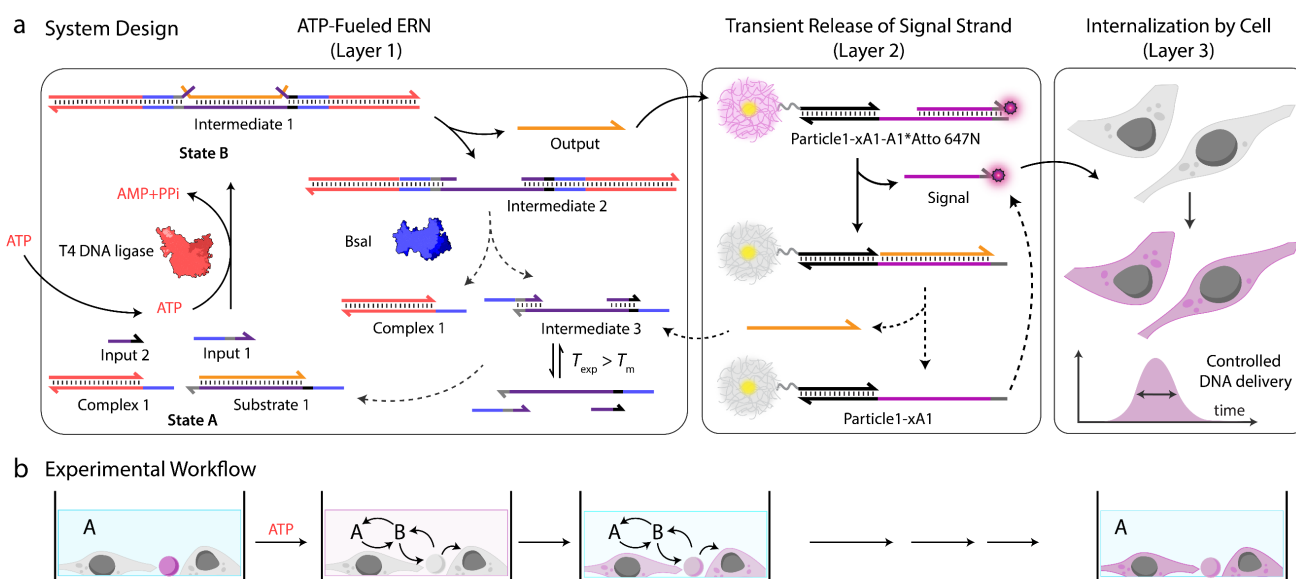 a System Design
ATP-Fueled ERN
(Layer 1)
Transient Release of Signal Strand
(Layer 2)
Internalization by Cell
(Layer 3)
Intermediate 1
State B
Output
AMP+PPi
Intermediate 2
ATP
T4 DNA ligase
BsaI
ATP
Input 2
Input 1
Complex 1
Intermediate 3
Texp > Tm
Complex 1
Substrate 1
State A
Particle1-xA1-A1*Atto 647N
Signal
Particle1-xA1
Controlled
DNA delivery
time
b Experimental Workflow
A
ATP
A B
A B
A